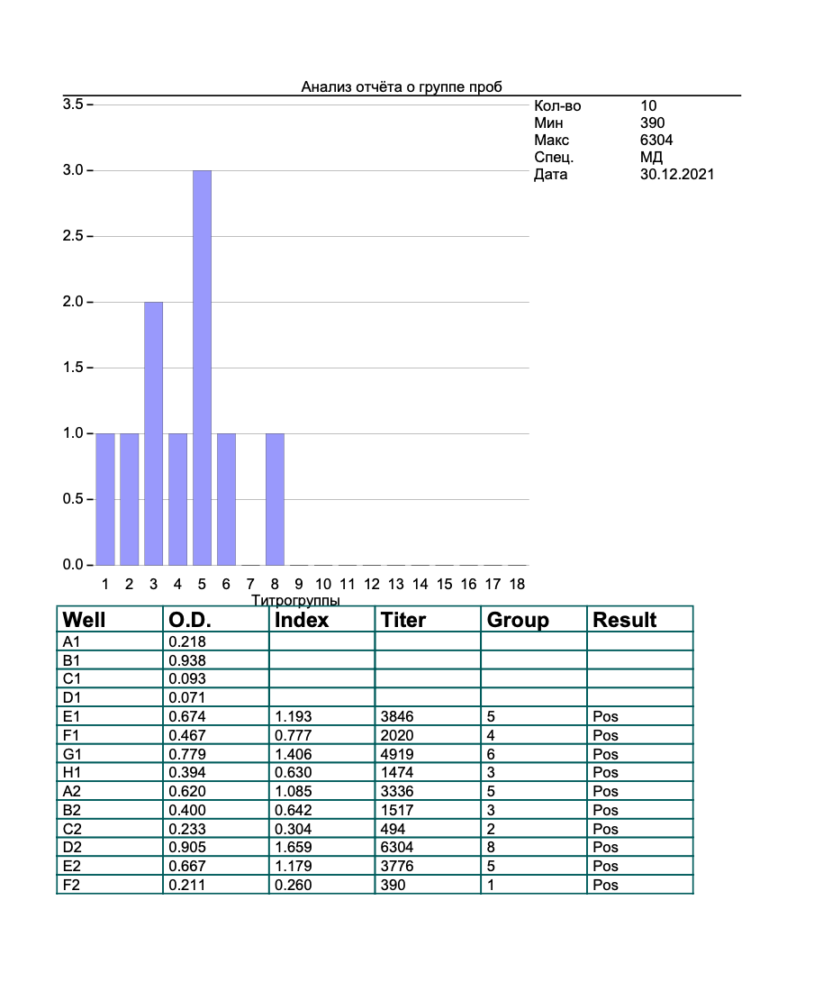 Анализ отчёта о группе проб
3.5
3.0
2.5
2.0
1.5
1.0
0.5
0.0
1 2 3 4 5 6 7 8 9 10 11 12 13 14 15 16 17 18
Титрогруппы
Кол-во 10
Мин 390
Макс 6304
Спец. МД
Дата 30.12.2021
Well O.D. Index Titer Group Result
A1 0.218
B1 0.938
C1 0.093
D1 0.071
E1 0.674 1.193 3846 5 Pos
F1 0.467 0.777 2020 4 Pos
G1 0.779 1.406 4919 6 Pos
H1 0.394 0.630 1474 3 Pos
A2 0.620 1.085 3336 5 Pos
B2 0.400 0.642 1517 3 Pos
C2 0.233 0.304 494 2 Pos
D2 0.905 1.659 6304 8 Pos
E2 0.667 1.179 3776 5 Pos
F2 0.211 0.260 390 1 Pos